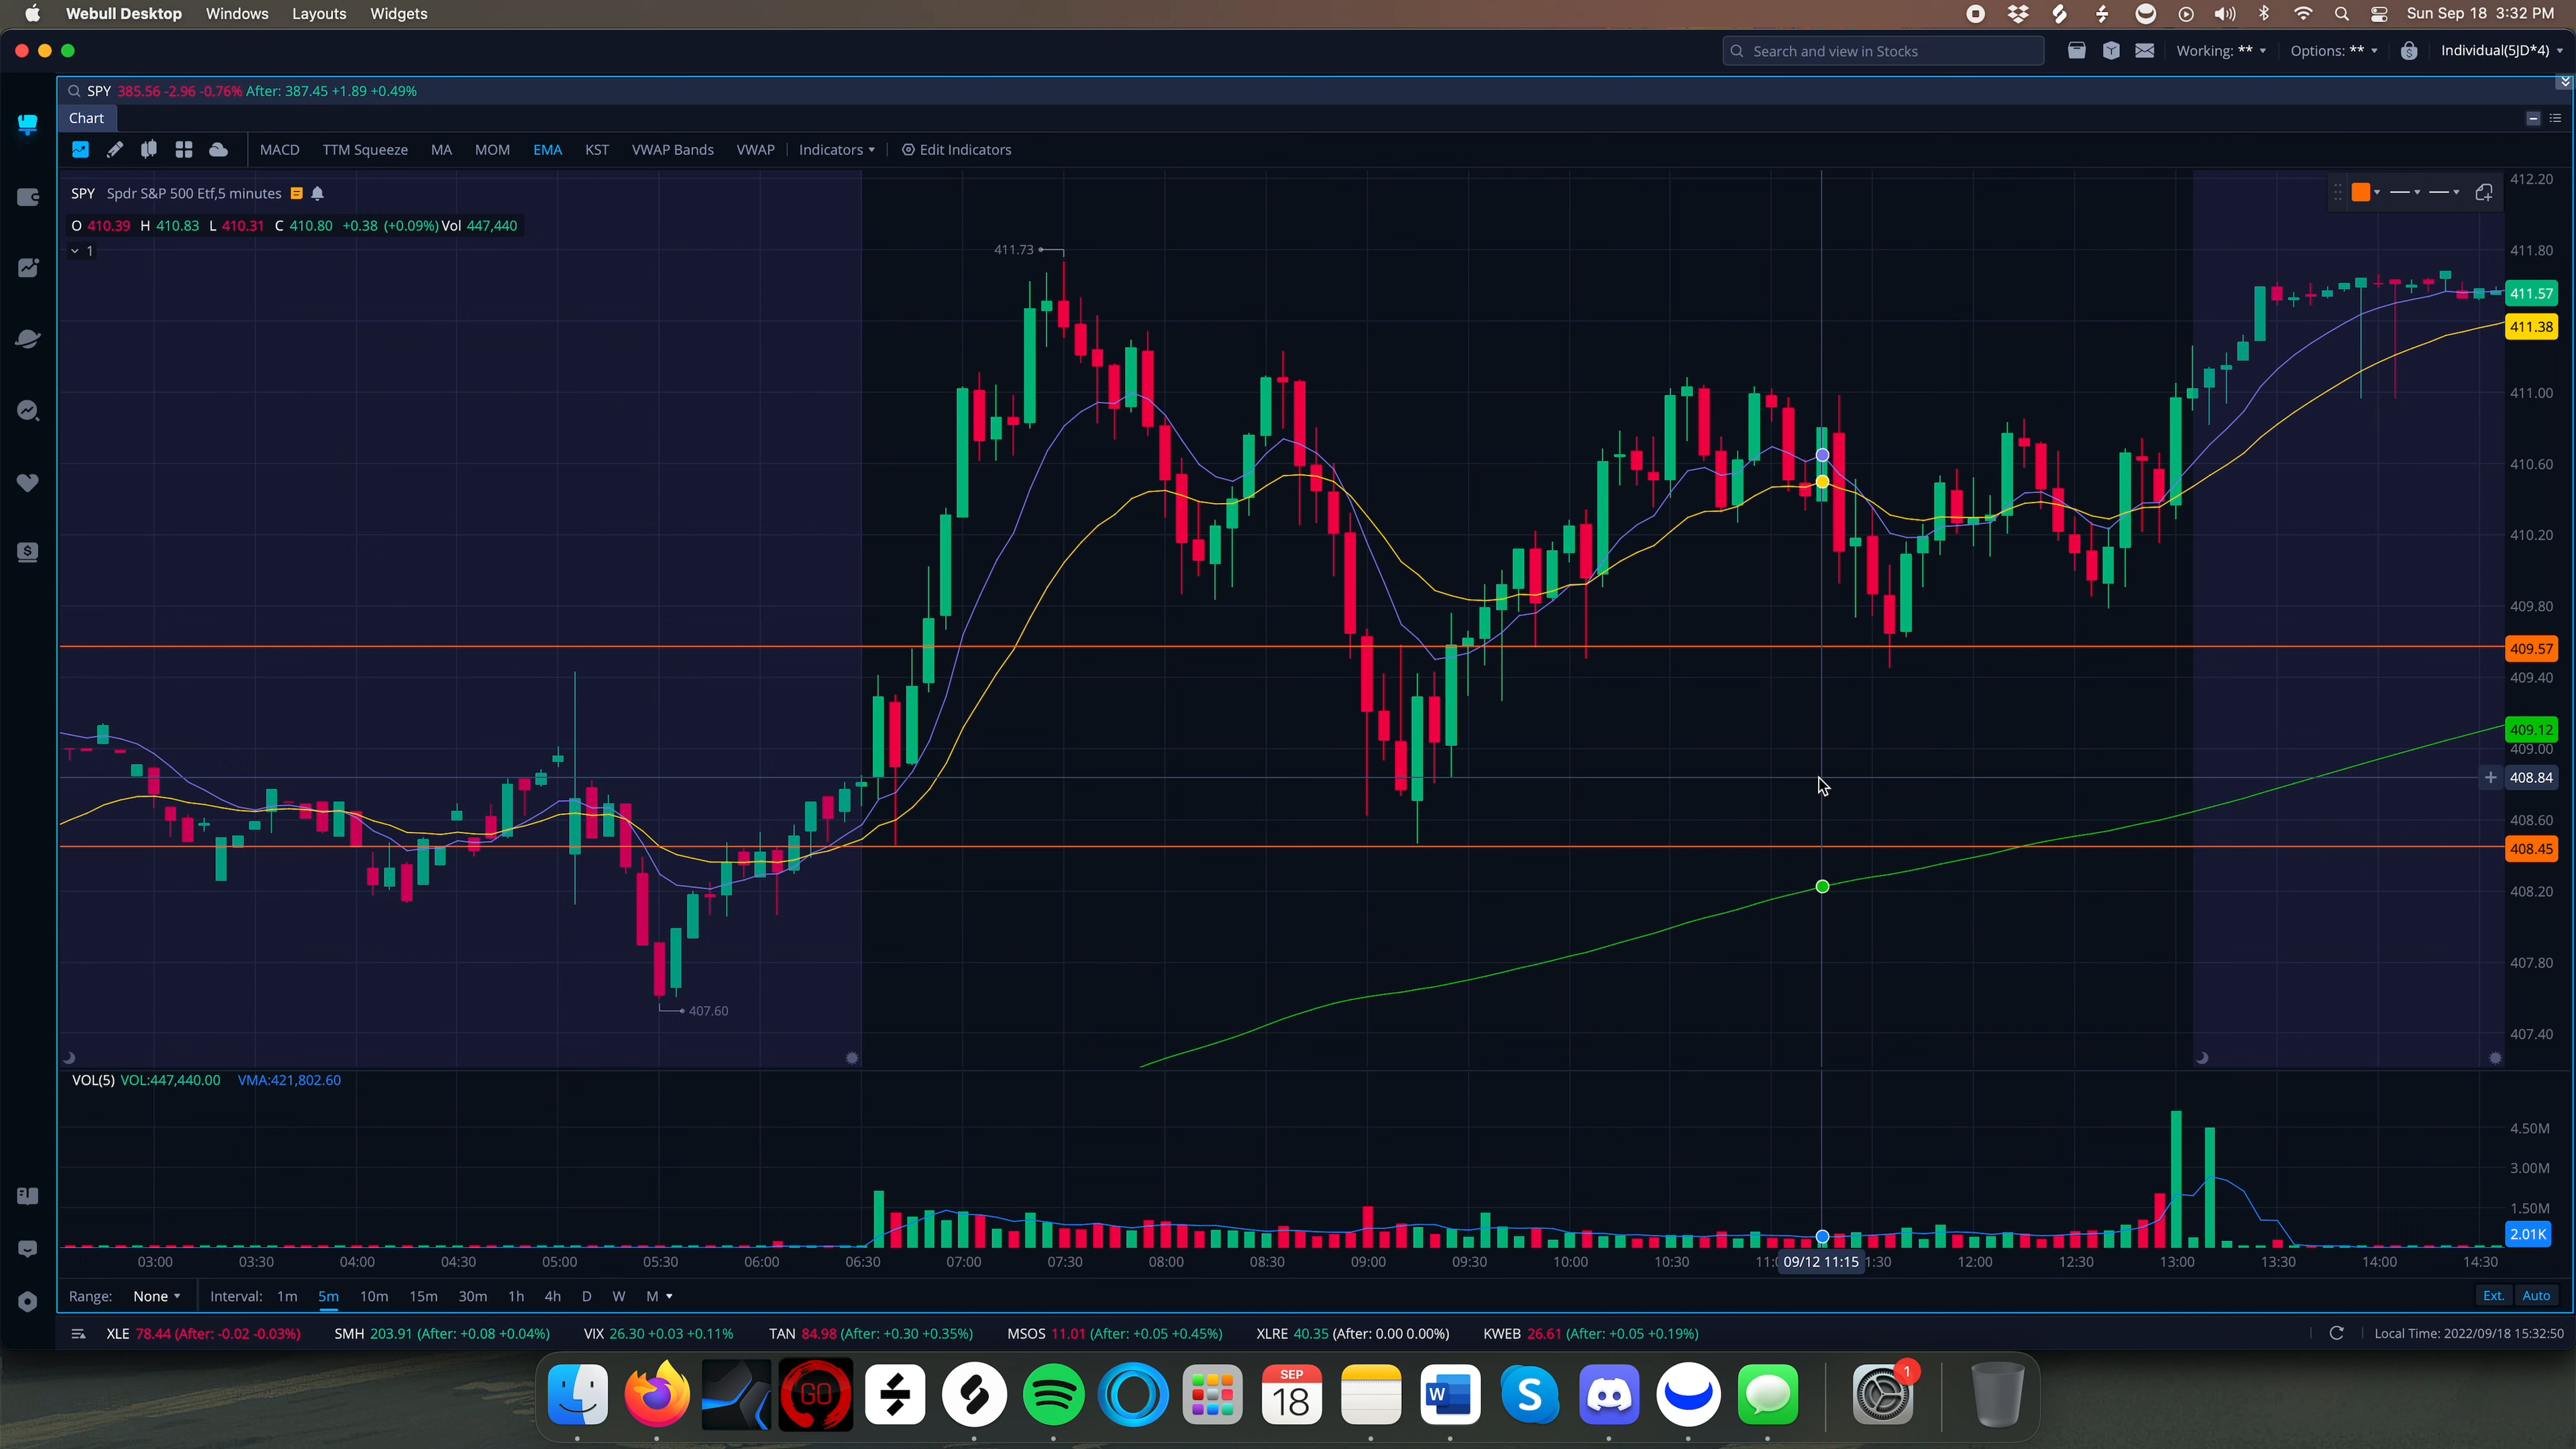 Webull Desktop Windows Layouts Widgets Sun Sep 18 3:32 PM
Search and view in Stocks Working: ** Options: ** Individual(5JD*4)
SPY 385.56 -2.96 -0.76% After: 387.45 +1.89 +0.49%
Chart
MACD TTM Squeeze MA MOM EMA KST VWAP Bands VWAP Indicators Edit Indicators
SPY Spdr S&P 500 Etf,5 minutes
O 410.39 H 410.83 L 410.31 C 410.80 +0.38 (+0.09%) Vol 447,440
1
411.73
407.60
412.20
411.80
411.57
411.38
411.00
410.60
410.20
409.80
409.57
409.40
409.12
409.00
408.84
408.60
408.45
408.20
407.80
407.40
VOL(5) VOL:447,440.00 VMA:421,802.60
4.50M
3.00M
1.50M
2.01K
03:00 03:30 04:00 04:30 05:00 05:30 06:00 06:30 07:00 07:30 08:00 08:30 09:00 09:30 10:00 10:30 11:0 09/12 11:15 1:30 12:00 12:30 13:00 13:30 14:00 14:30
Range: None Interval: 1m 5m 10m 15m 30m 1h 4h D W M Ext. Auto
XLE 78.44 (After: -0.02 -0.03%) SMH 203.91 (After: +0.08 +0.04%) VIX 26.30 +0.03 +0.11% TAN 84.98 (After: +0.30 +0.35%) MSOS 11.01 (After: +0.05 +0.45%) XLRE 40.35 (After: 0.00 0.00%) KWEB 26.61 (After: +0.05 +0.19%) Local Time: 2022/09/18 15:32:50
GO SEP 18 W S 1